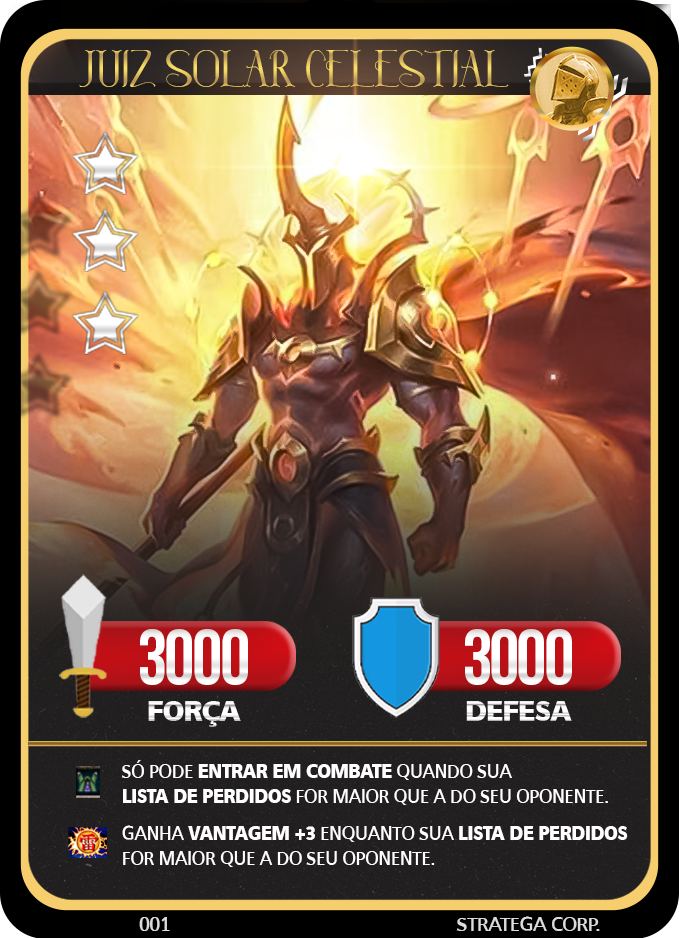 JUIZ SOLAR CELESTIAL
3000
FORÇA
3000
DEFESA
SÓ PODE ENTRAR EM COMBATE QUANDO SUA
LISTA DE PERDIDOS FOR MAIOR QUE A DO SEU OPONENTE.
GANHA VANTAGEM +3 ENQUANTO SUA LISTA DE PERDIDOS
FOR MAIOR QUE A DO SEU OPONENTE.
001
STRATEGA CORP.